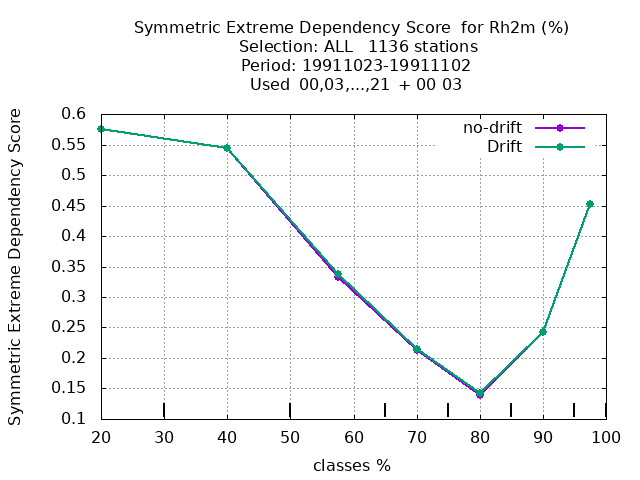 Symmetric Extreme Dependency Score  for Rh2m (%)
Selection: ALL   1136 stations
Period: 19911023-19911102
Used  00,03,...,21  + 00 03
Symmetric Extreme Dependency Score
0.6
0.55
0.5
0.45
0.4
0.35
0.3
0.25
0.2
0.15
0.1
no-drift
Drift
20 30 40 50 60 70 80 90 100
classes %